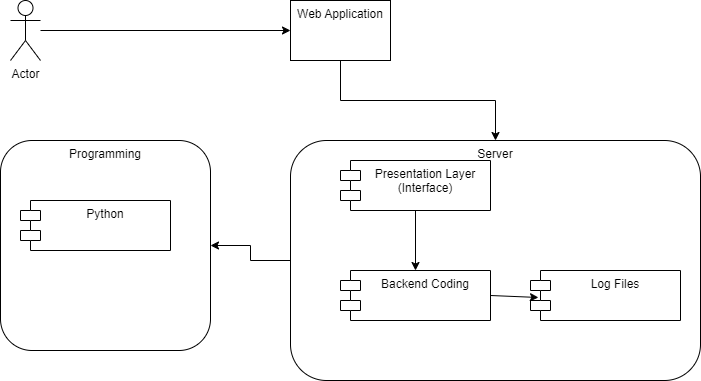 Web Application
Actor
Programming
Server
Presentation Layer
(Interface)
Python
Backend Coding
Log Files